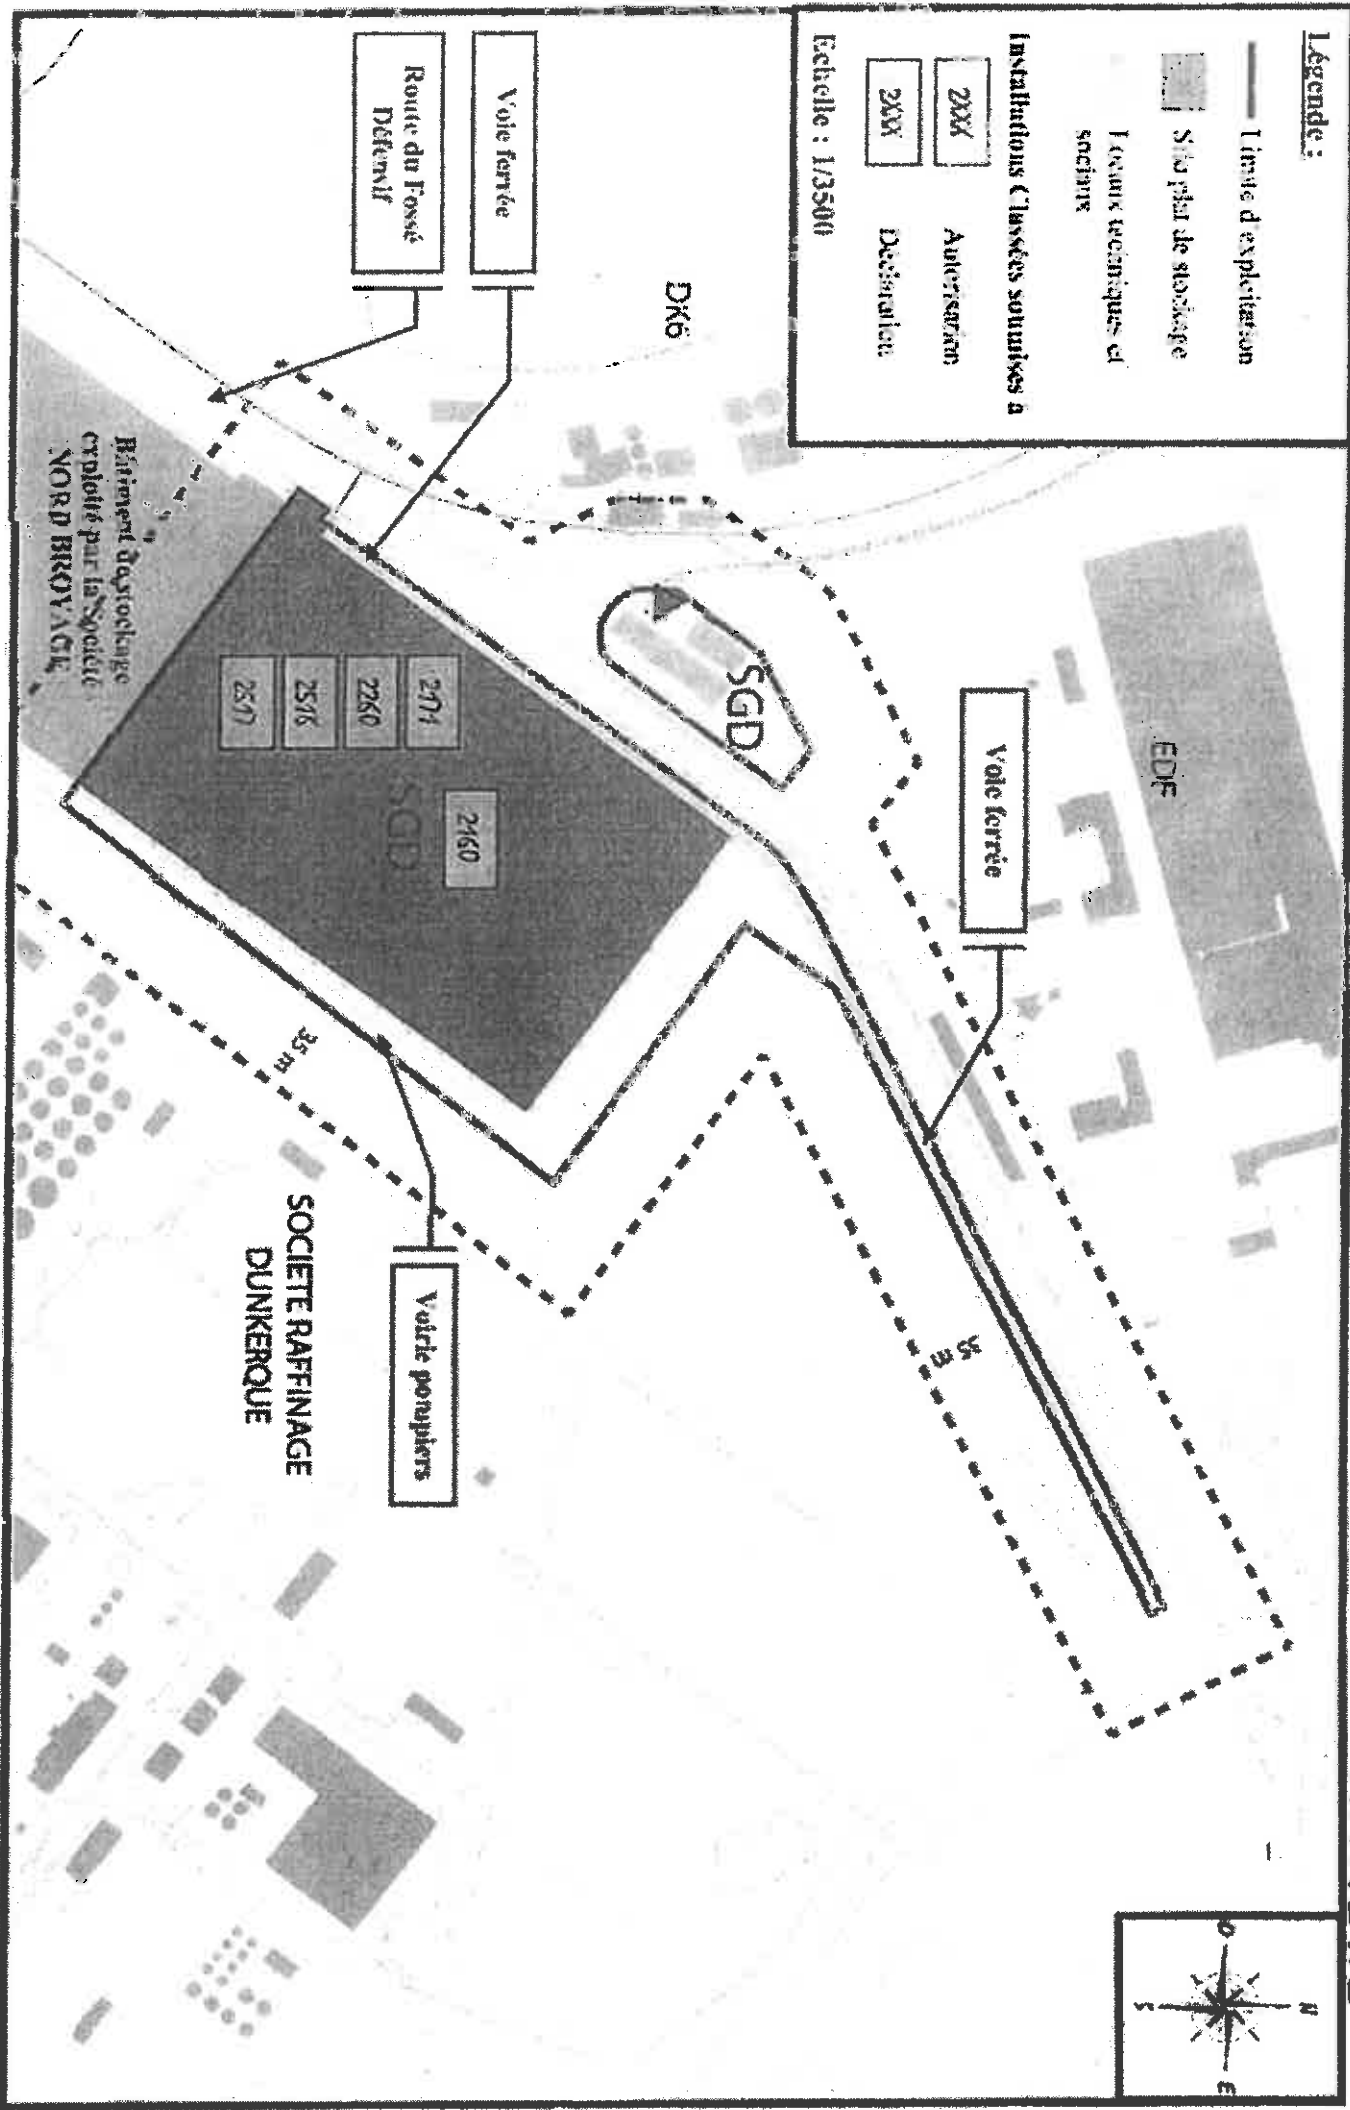 Légende :
Limite d'exploitation
Silo plat de stockage
Locaux techniques et
sociaux
Installations Classées soumises à
2XXX Autorisation
2XXX Déclaration
Echelle : 1/3500
N
O
E
S
EDF
Voie ferrée
DK6
SGD
Voie ferrée
Route du Fossé
Défensif
35 m
2160
2171
2260
2516
2517
SGD
Voirie pompiers
35 m
SOCIETE RAFFINAGE
DUNKERQUE
Bâtiment de stockage
exploité par la Société
NORD BROYAGE